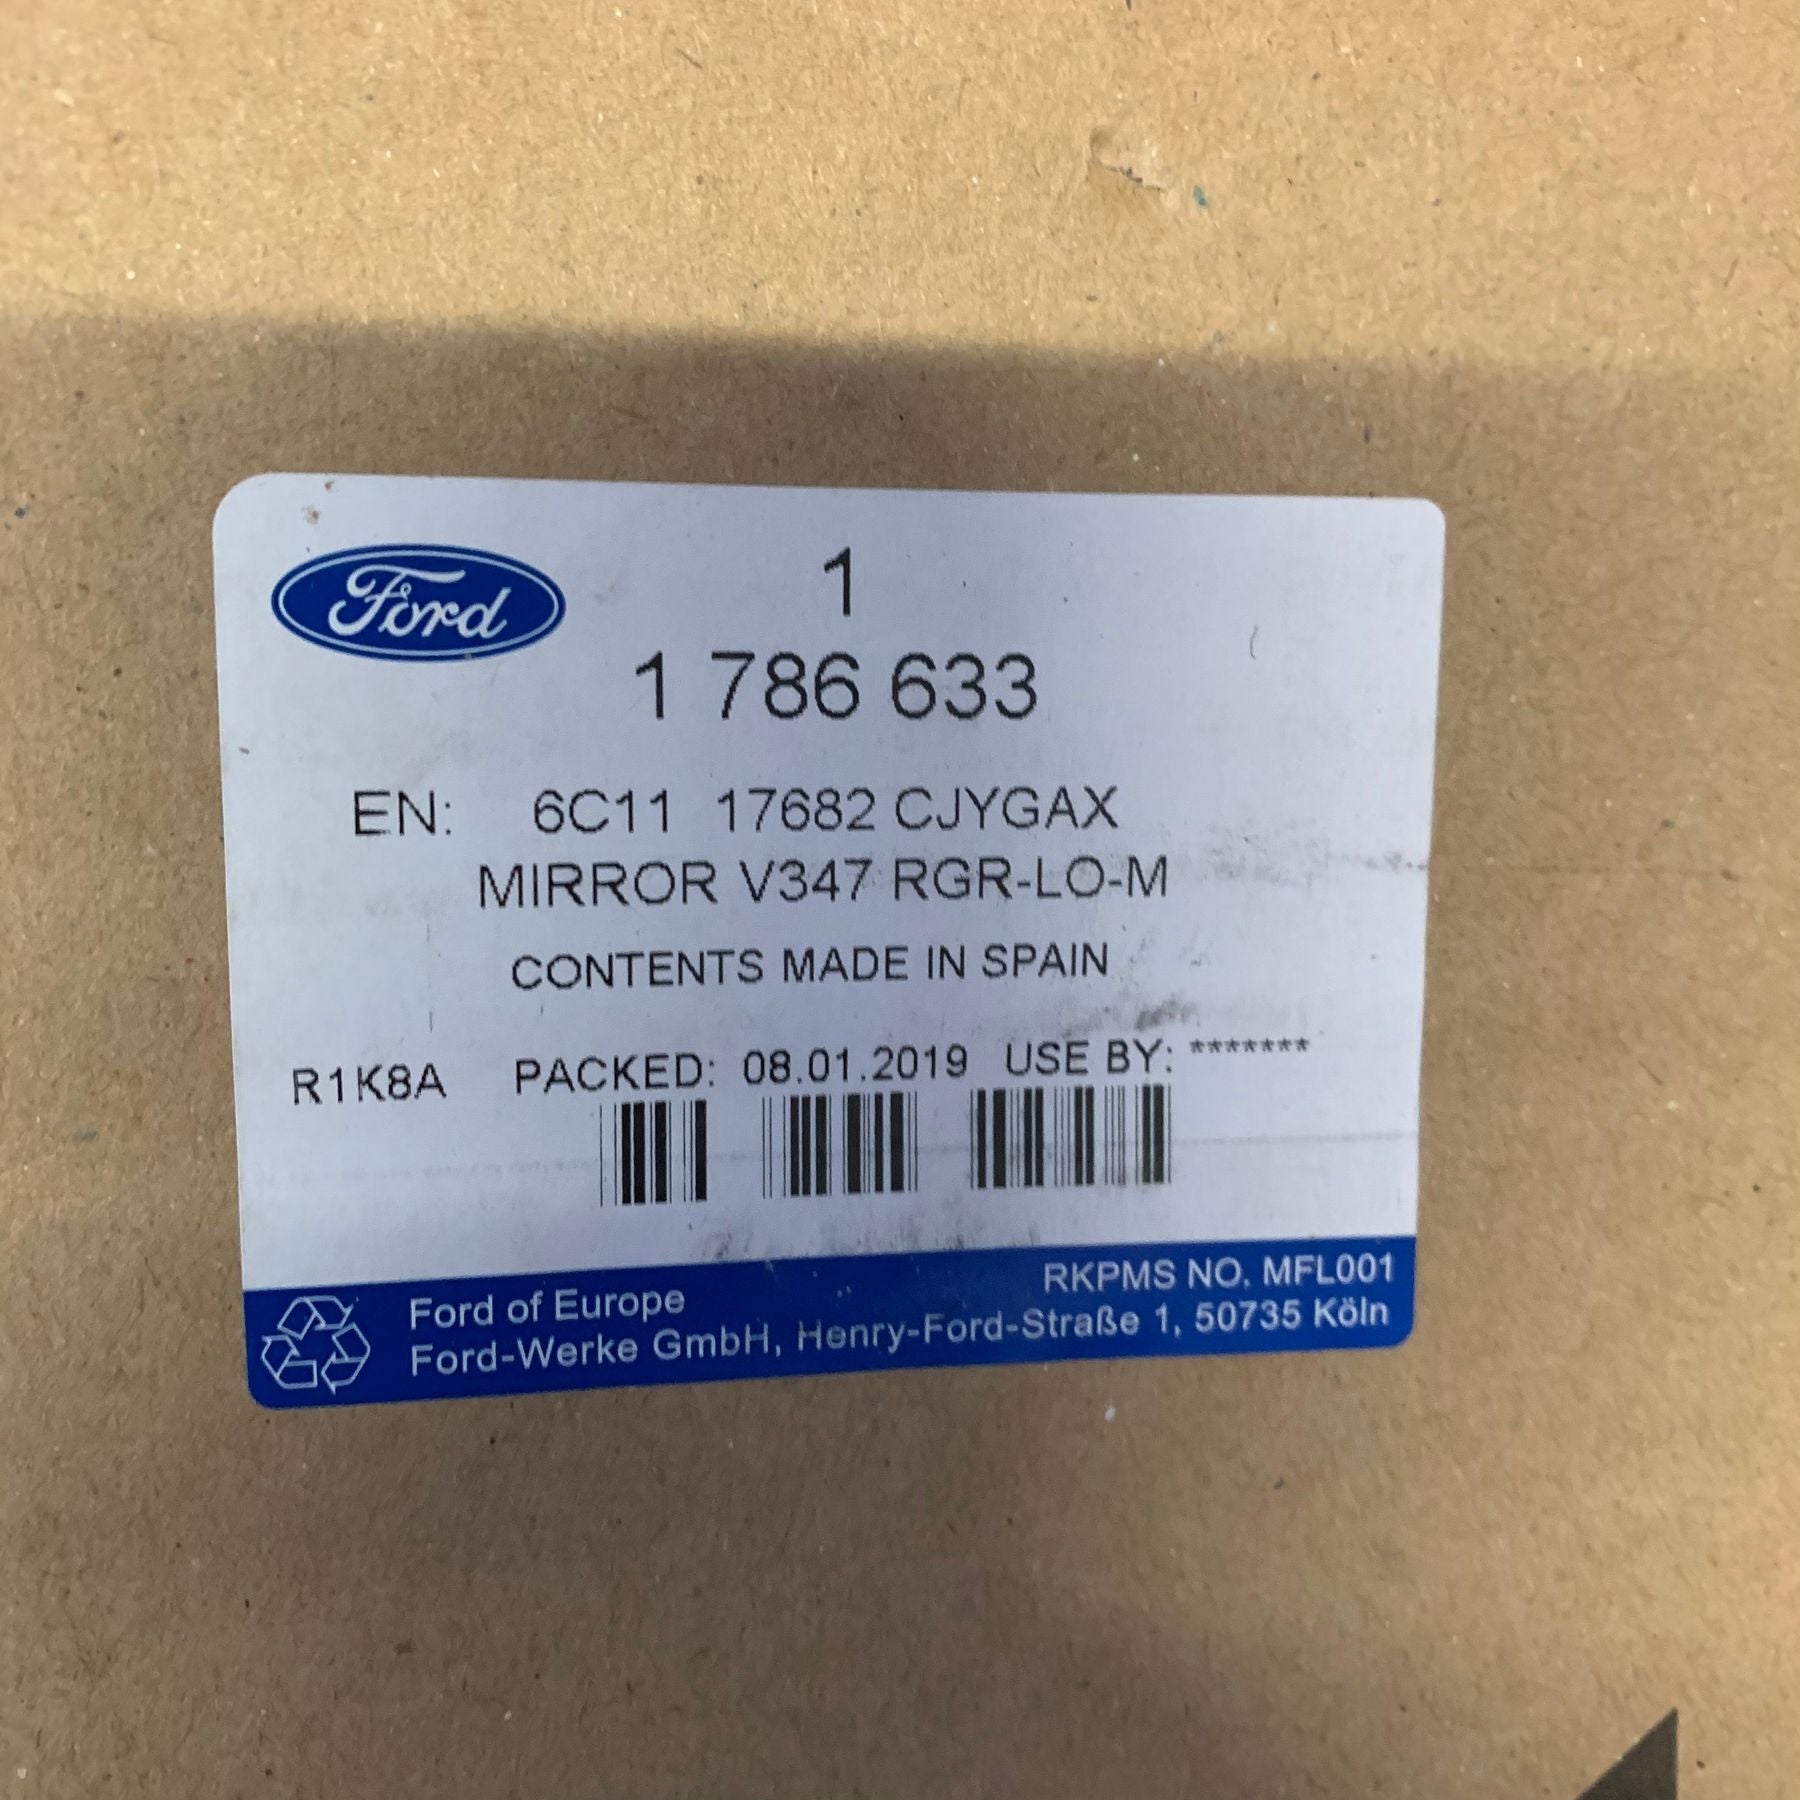 Ford
1
1 786 633
EN: 6C11 17682 CJYGAX
MIRROR V347 RGR-LO-M
CONTENTS MADE IN SPAIN
R1K8A PACKED: 08.01.2019 USE BY: *******
RKPMS NO. MFL001
Ford of Europe
Ford-Werke GmbH, Henry-Ford-Straße 1, 50735 Köln